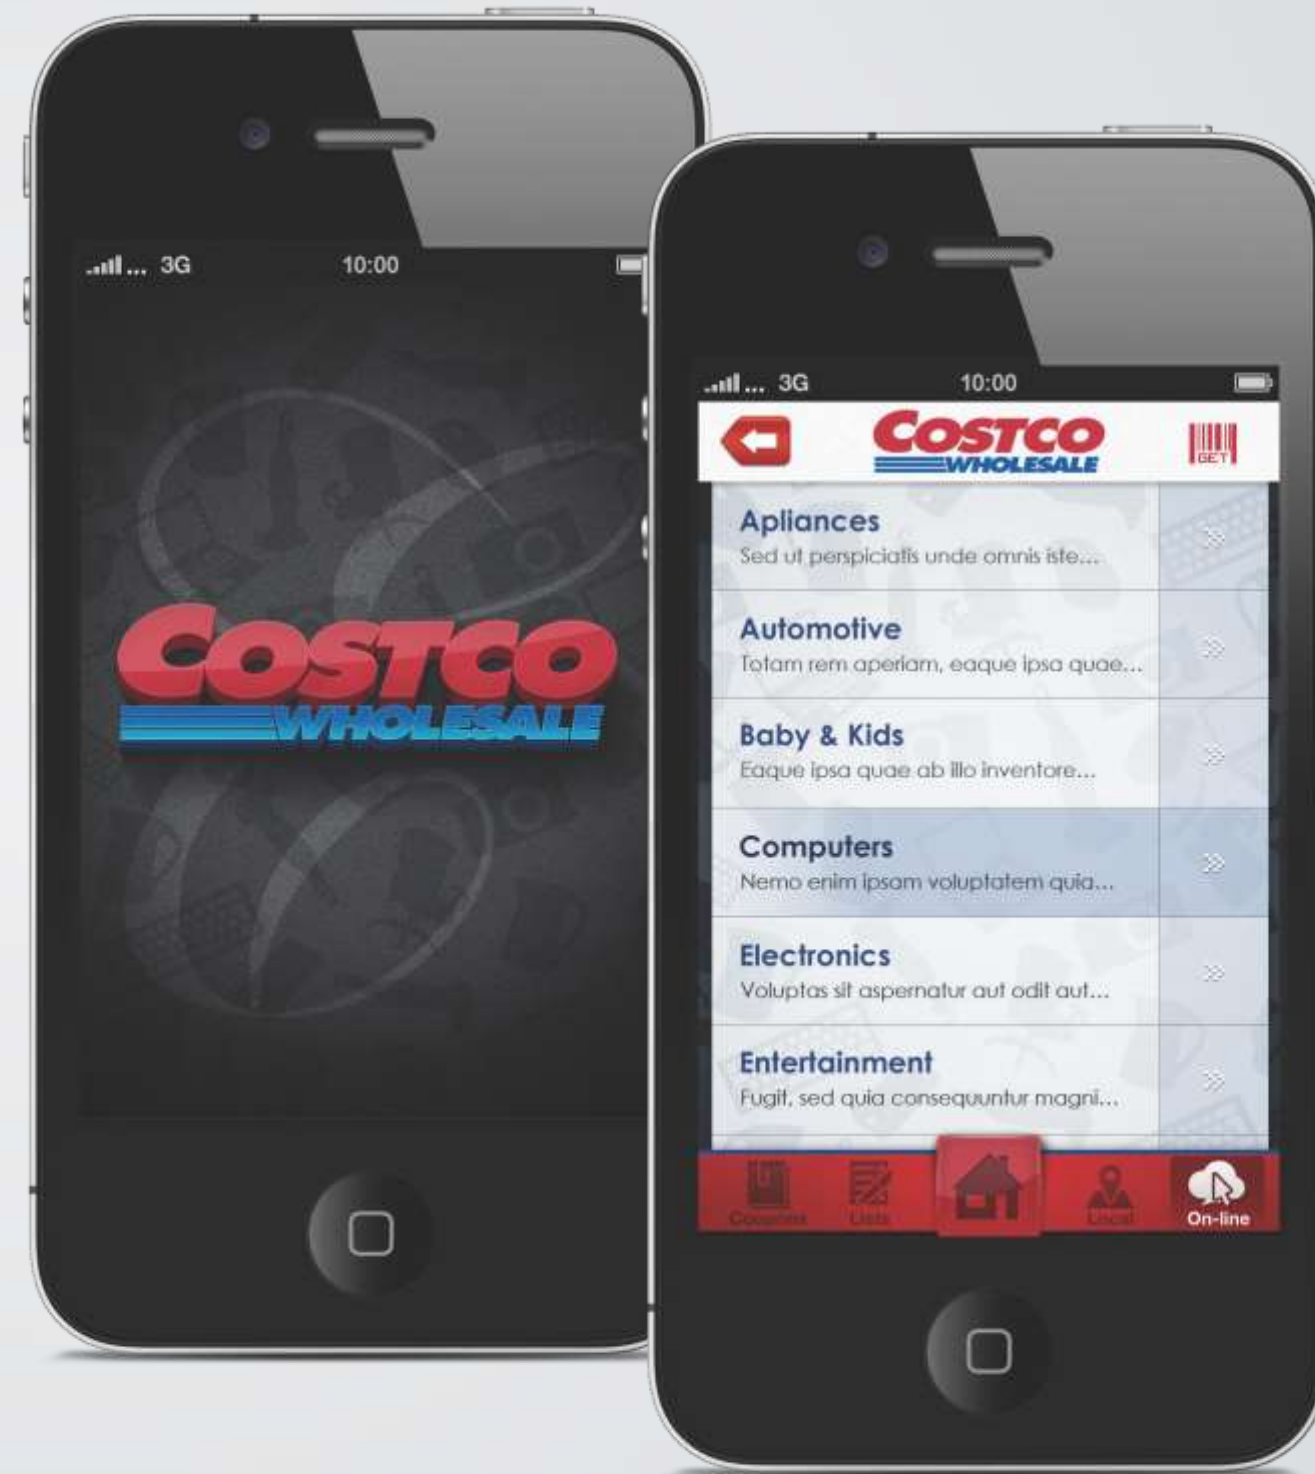 3G 10:00
COSTCO
WHOLESALE
3G 10:00
COSTCO
WHOLESALE
GET
Apliances
Sed ut perspiciatis unde omnis iste...
Automotive
Totam rem aperiam, eaque ipsa quae...
Baby & Kids
Eaque ipsa quae ab illo inventore...
Computers
Nemo enim ipsam voluptatem quia...
Electronics
Voluptas sit aspernatur aut odit aut...
Entertainment
Fugit, sed quia consequuntur magni...
Coupons Lists Local On-line